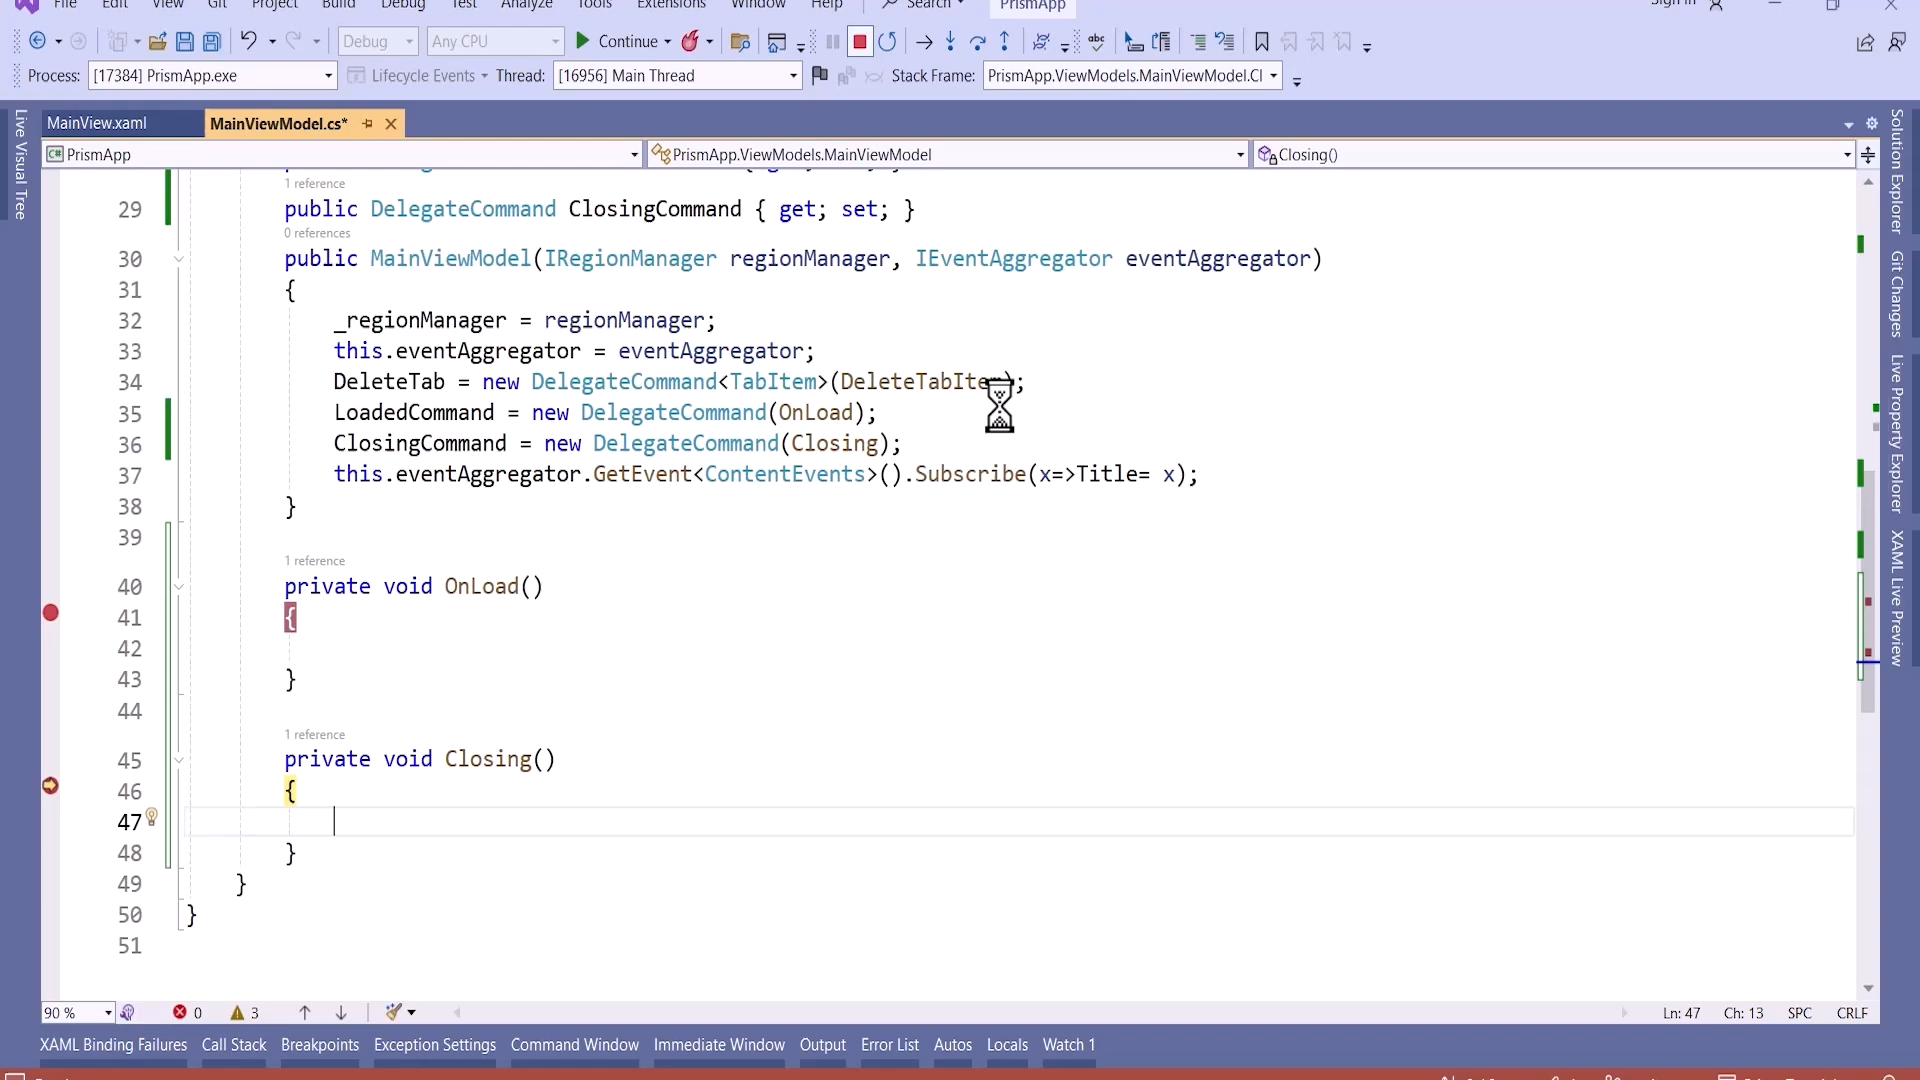 File Edit View Git Project Build Debug Test Analyze Tools Extensions Window Help Search PrismApp Sign in
Debug Any CPU Continue
Process: [17384] PrismApp.exe Lifecycle Events Thread: [16956] Main Thread Stack Frame: PrismApp.ViewModels.MainViewModel.Cl
MainView.xaml MainViewModel.cs*
PrismApp PrismApp.ViewModels.MainViewModel Closing()
Live Visual Tree
1 reference
29 public DelegateCommand ClosingCommand { get; set; }
0 references
30 public MainViewModel(IRegionManager regionManager, IEventAggregator eventAggregator)
31 {
32 _regionManager = regionManager;
33 this.eventAggregator = eventAggregator;
34 DeleteTab = new DelegateCommand<TabItem>(DeleteTabItem);
35 LoadedCommand = new DelegateCommand(OnLoad);
36 ClosingCommand = new DelegateCommand(Closing);
37 this.eventAggregator.GetEvent<ContentEvents>().Subscribe(x=>Title= x);
38 }
39
1 reference
40 private void OnLoad()
41 {
42
43 }
44
1 reference
45 private void Closing()
46 {
47
48 }
49 }
50 }
51
Solution Explorer
Git Changes
Live Property Explorer
XAML Live Preview
90 % 0 3 Ln: 47 Ch: 13 SPC CRLF
XAML Binding Failures Call Stack Breakpoints Exception Settings Command Window Immediate Window Output Error List Autos Locals Watch 1